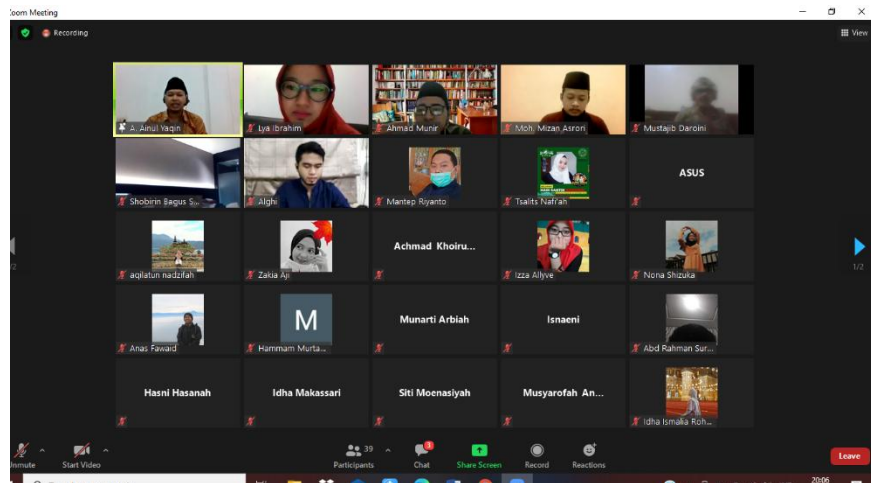 Zoom Meeting
Recording
View
A. Ainul Yaqin
Lya Ibrahim
Ahmad Munir
Moh. Mizan Asrori
Mustajib Daroini
Shobirin Bagus S...
Alghi
Mantep Riyanto
Tsalits Nafi'ah
ASUS
aqilatun nadzifah
Zakia Aji
Achmad Khoiru...
Izza Allyve
Nona Shizuka
1/2
Anas Fawaid
M
Hammam Murta...
Munarti Arbiah
Isnaeni
Abd Rahman Sur...
Hasni Hasanah
Idha Makassari
Siti Moenasiyah
Musyarofah An...
Idha Ismalia Roh...
Unmute
Start Video
39
Participants
3
Chat
Share Screen
Record
Reactions
Leave
20:06